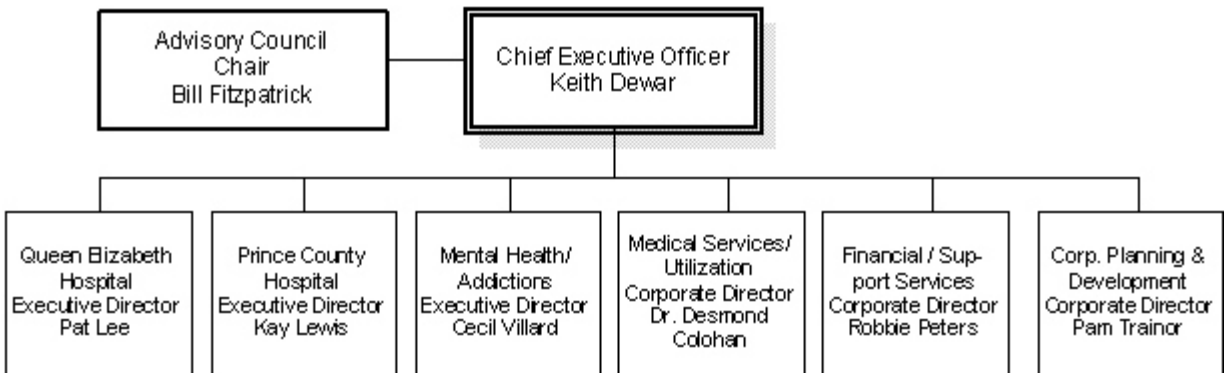 Advisory Council
Chair
Bill Fitzpatrick
Chief Executive Officer
Keith Dewar
Queen Elizabeth
Hospital
Executive Director
Pat Lee
Prince County
Hospital
Executive Director
Kay Lewis
Mental Health/
Addictions
Executive Director
Cecil Villard
Medical Services/
Utilization
Corporate Director
Dr. Desmond
Colohan
Financial / Sup-
port Services
Corporate Director
Robbie Peters
Corp. Planning &
Development
Corporate Director
Pam Trainor